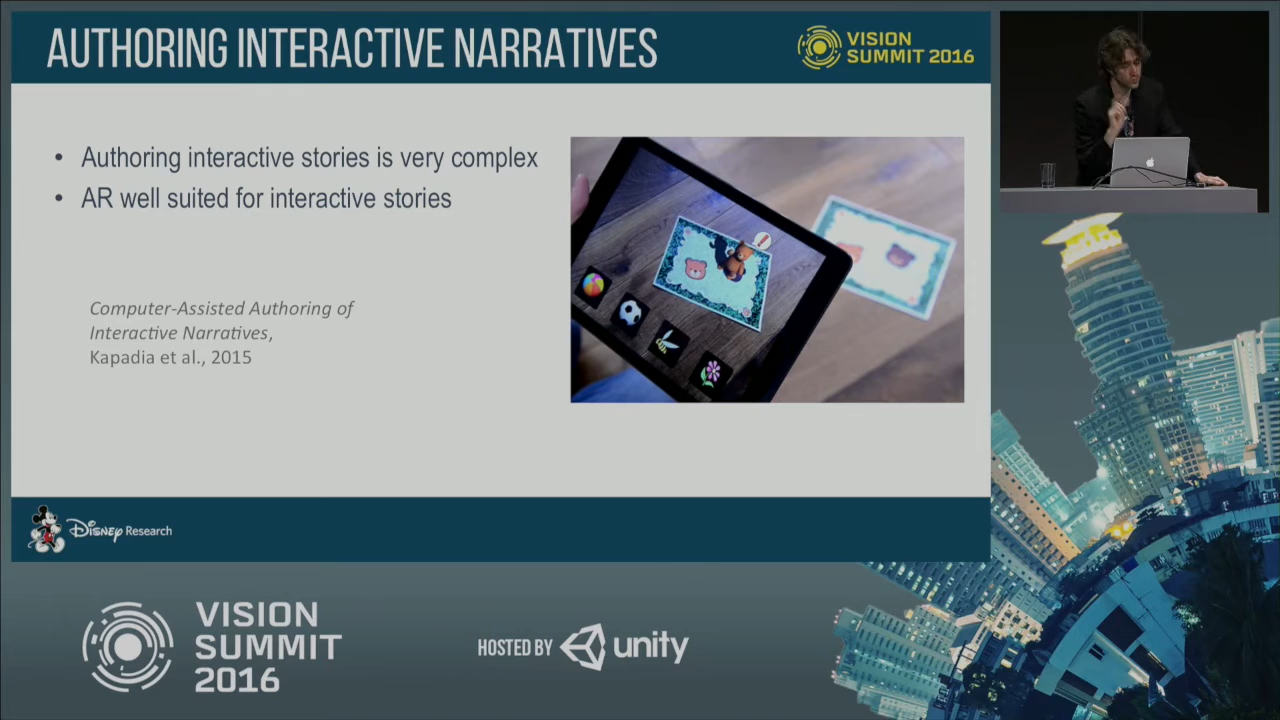 AUTHORING INTERACTIVE NARRATIVES
VISION
SUMMIT 2016
• Authoring interactive stories is very complex
• AR well suited for interactive stories
Computer-Assisted Authoring of
Interactive Narratives,
Kapadia et al., 2015
Disney Research
VISION
SUMMIT
2016
HOSTED BY unity